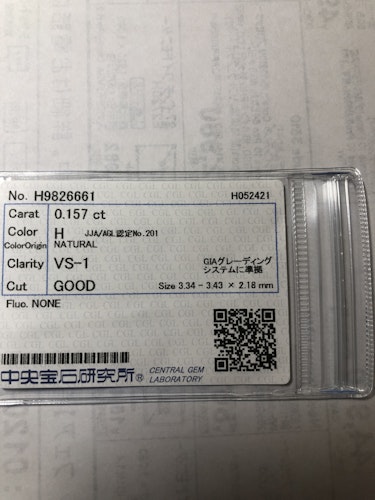 No. H9826661 H052421
Carat 0.157 ct
Color H JJA/AGL認定No.201
ColorOrigin NATURAL
Clarity VS-1 GIAグレーディング
システムに準拠
Cut GOOD Size 3.34 - 3.43 × 2.18 mm
Fluo. NONE
中央宝石研究所® CENTRAL GEM
LABORATORY